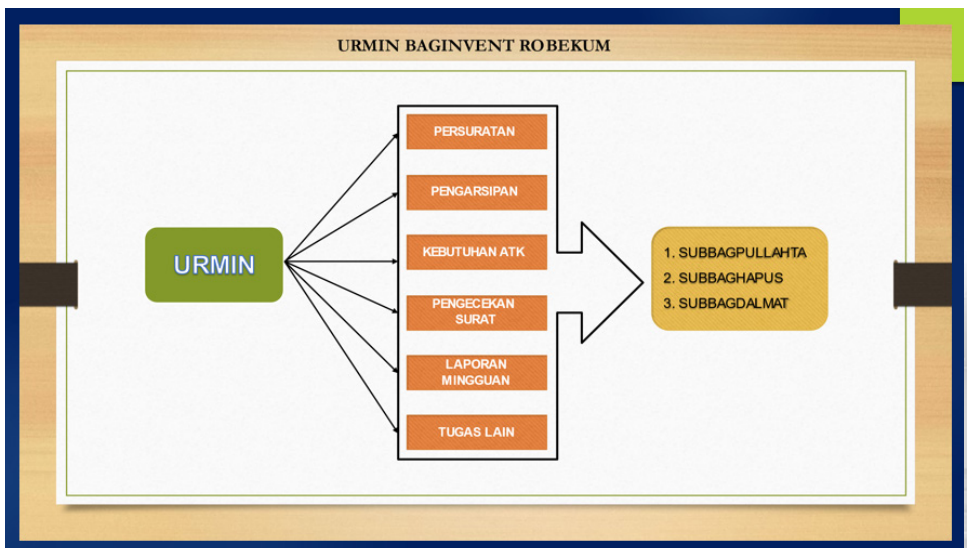 URMIN BAGINVENT ROBEKUM
URMIN
PERSURATAN
PENGARSIPAN
KEBUTUHAN ATK
PENGECEKAN
SURAT
LAPORAN
MINGGUAN
TUGAS LAIN
1. SUBBAGPULLAHTA
2. SUBBAGHAPUS
3. SUBBAGDALMAT